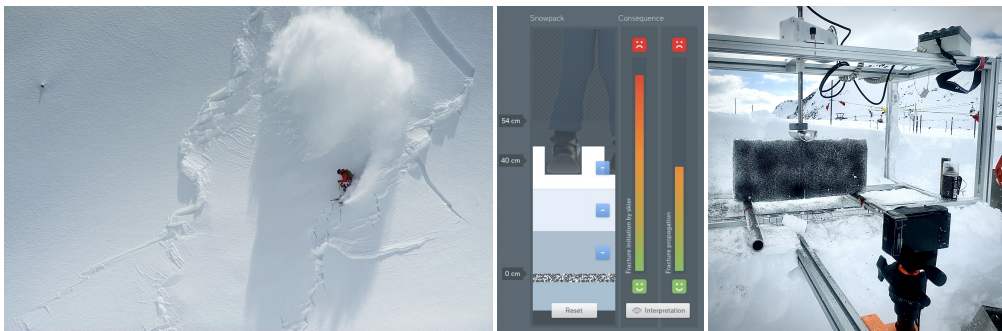 Snowpack
Consequence
54 cm
40 cm
0 cm
Fracture initiation by skier
Fracture propagation
Reset
Interpretation